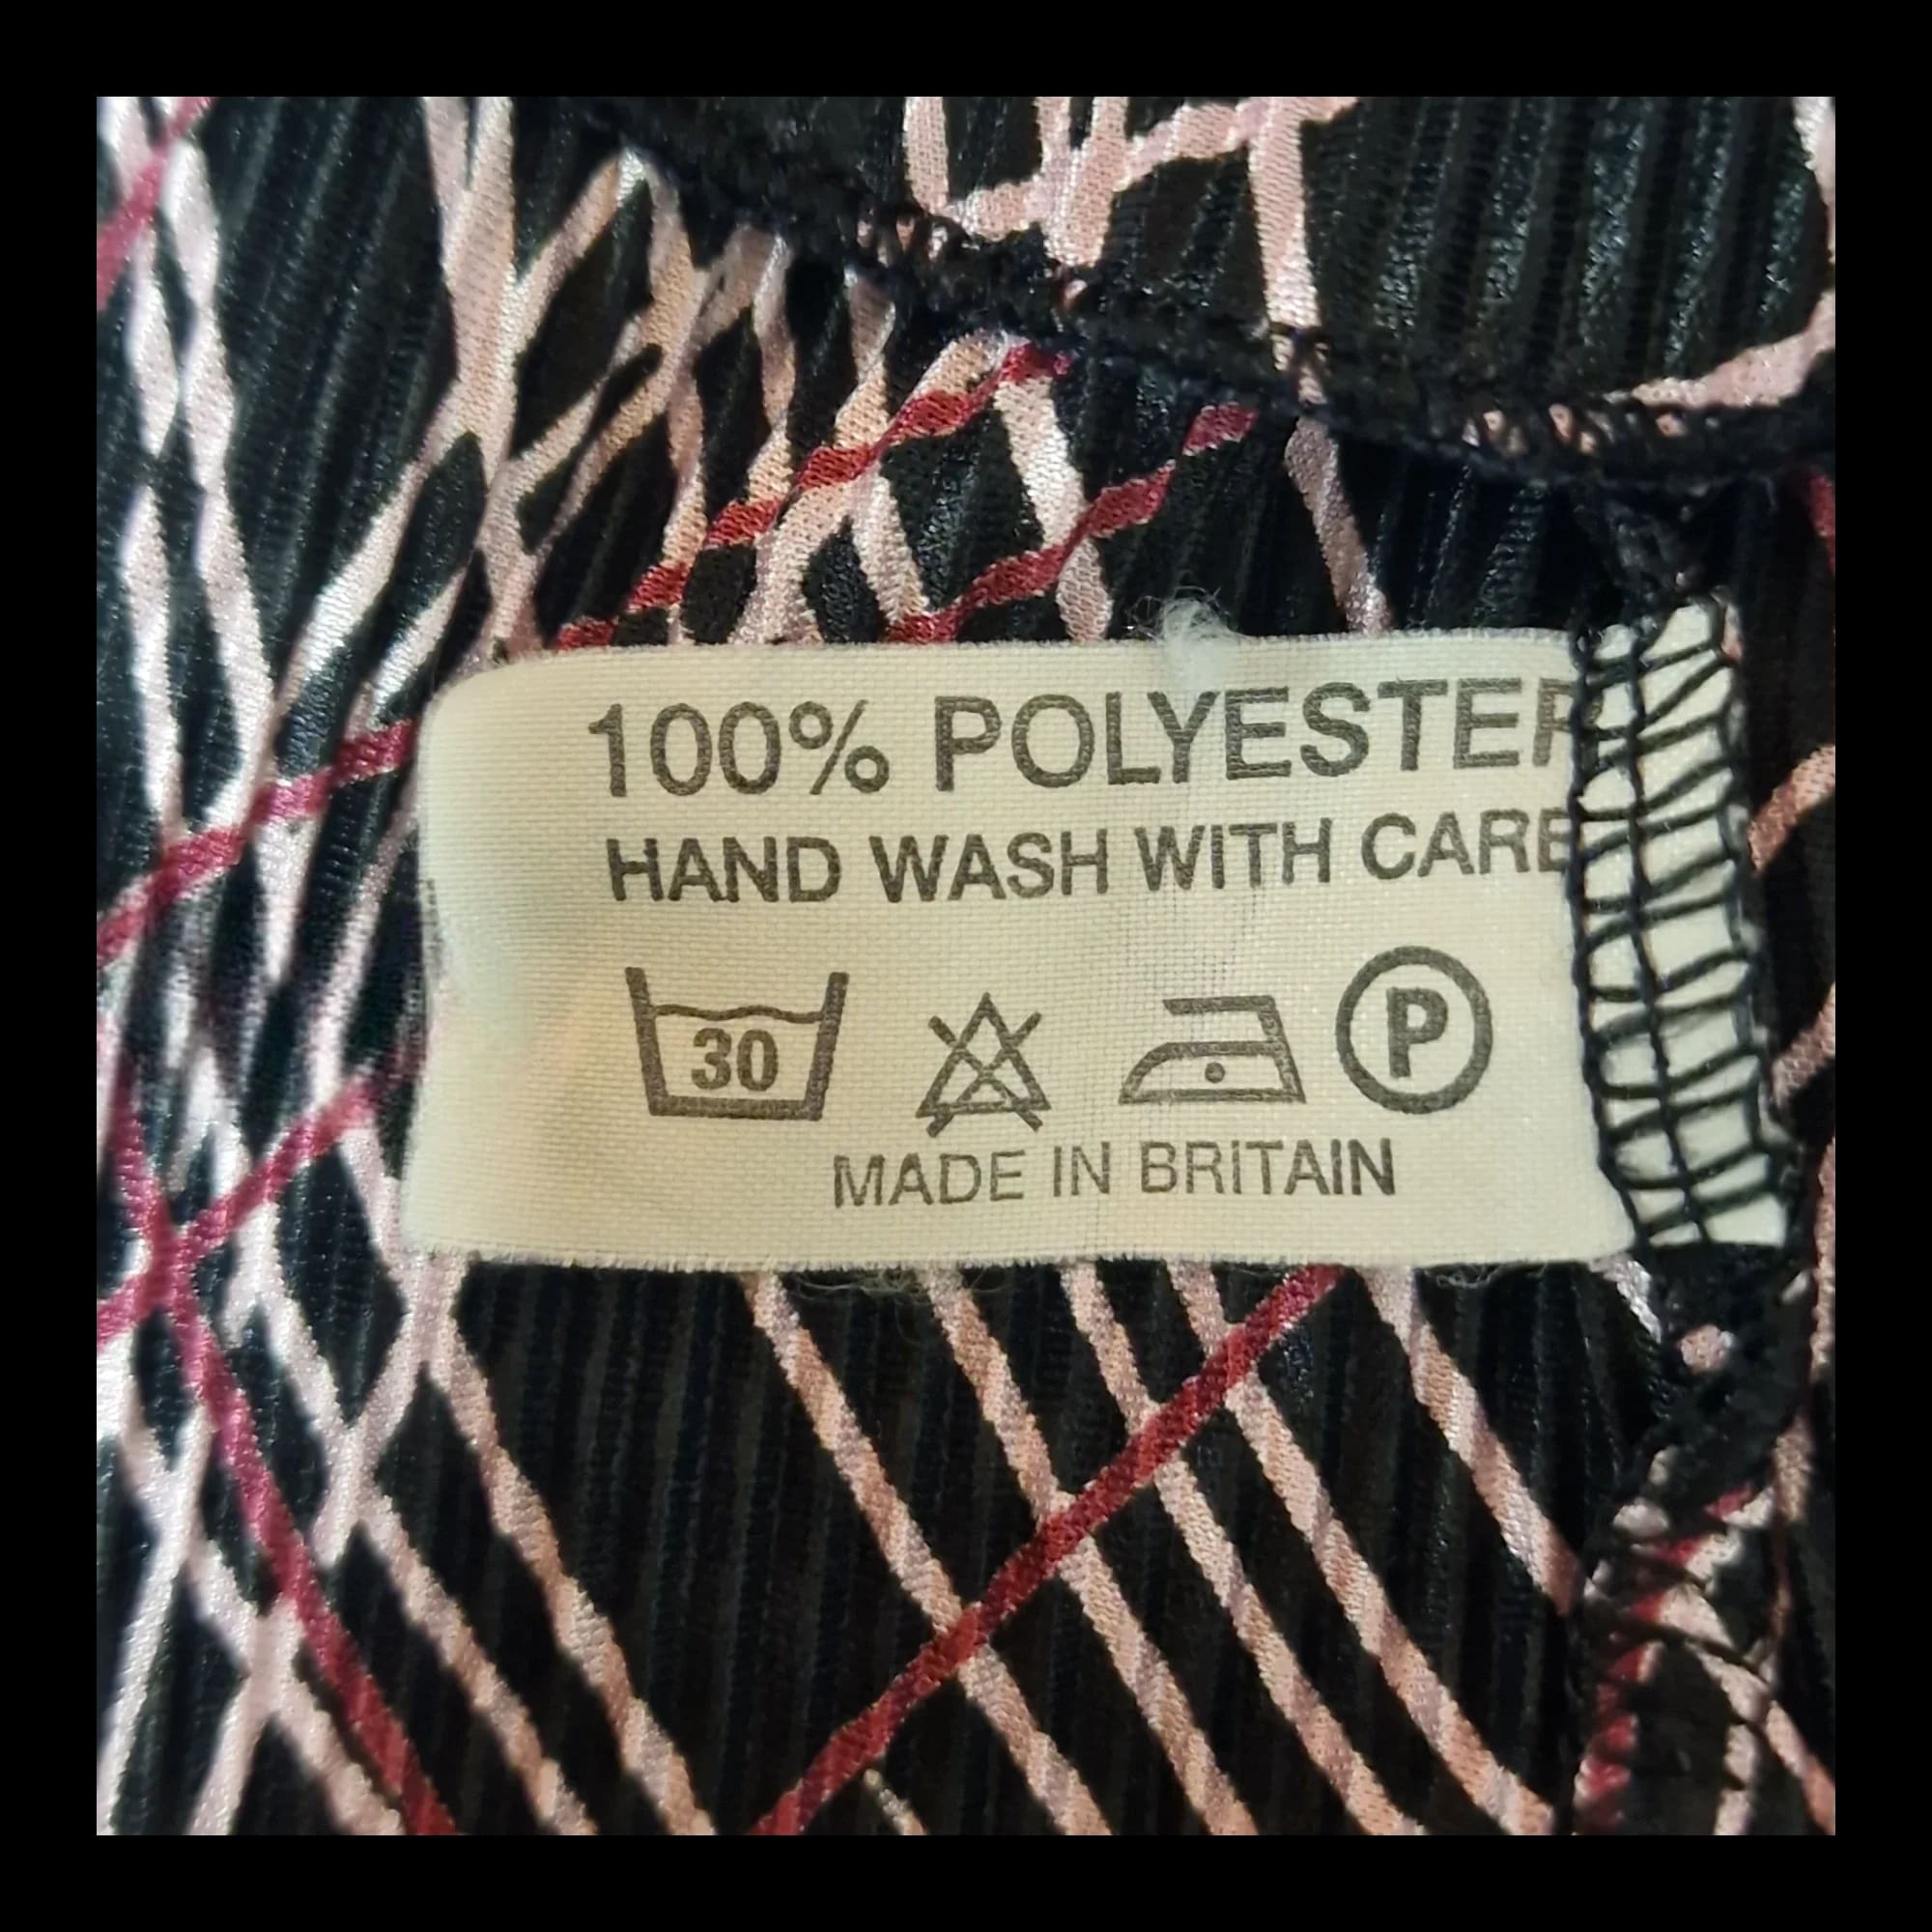 100% POLYESTER
HAND WASH WITH CARE
30 P
MADE IN BRITAIN